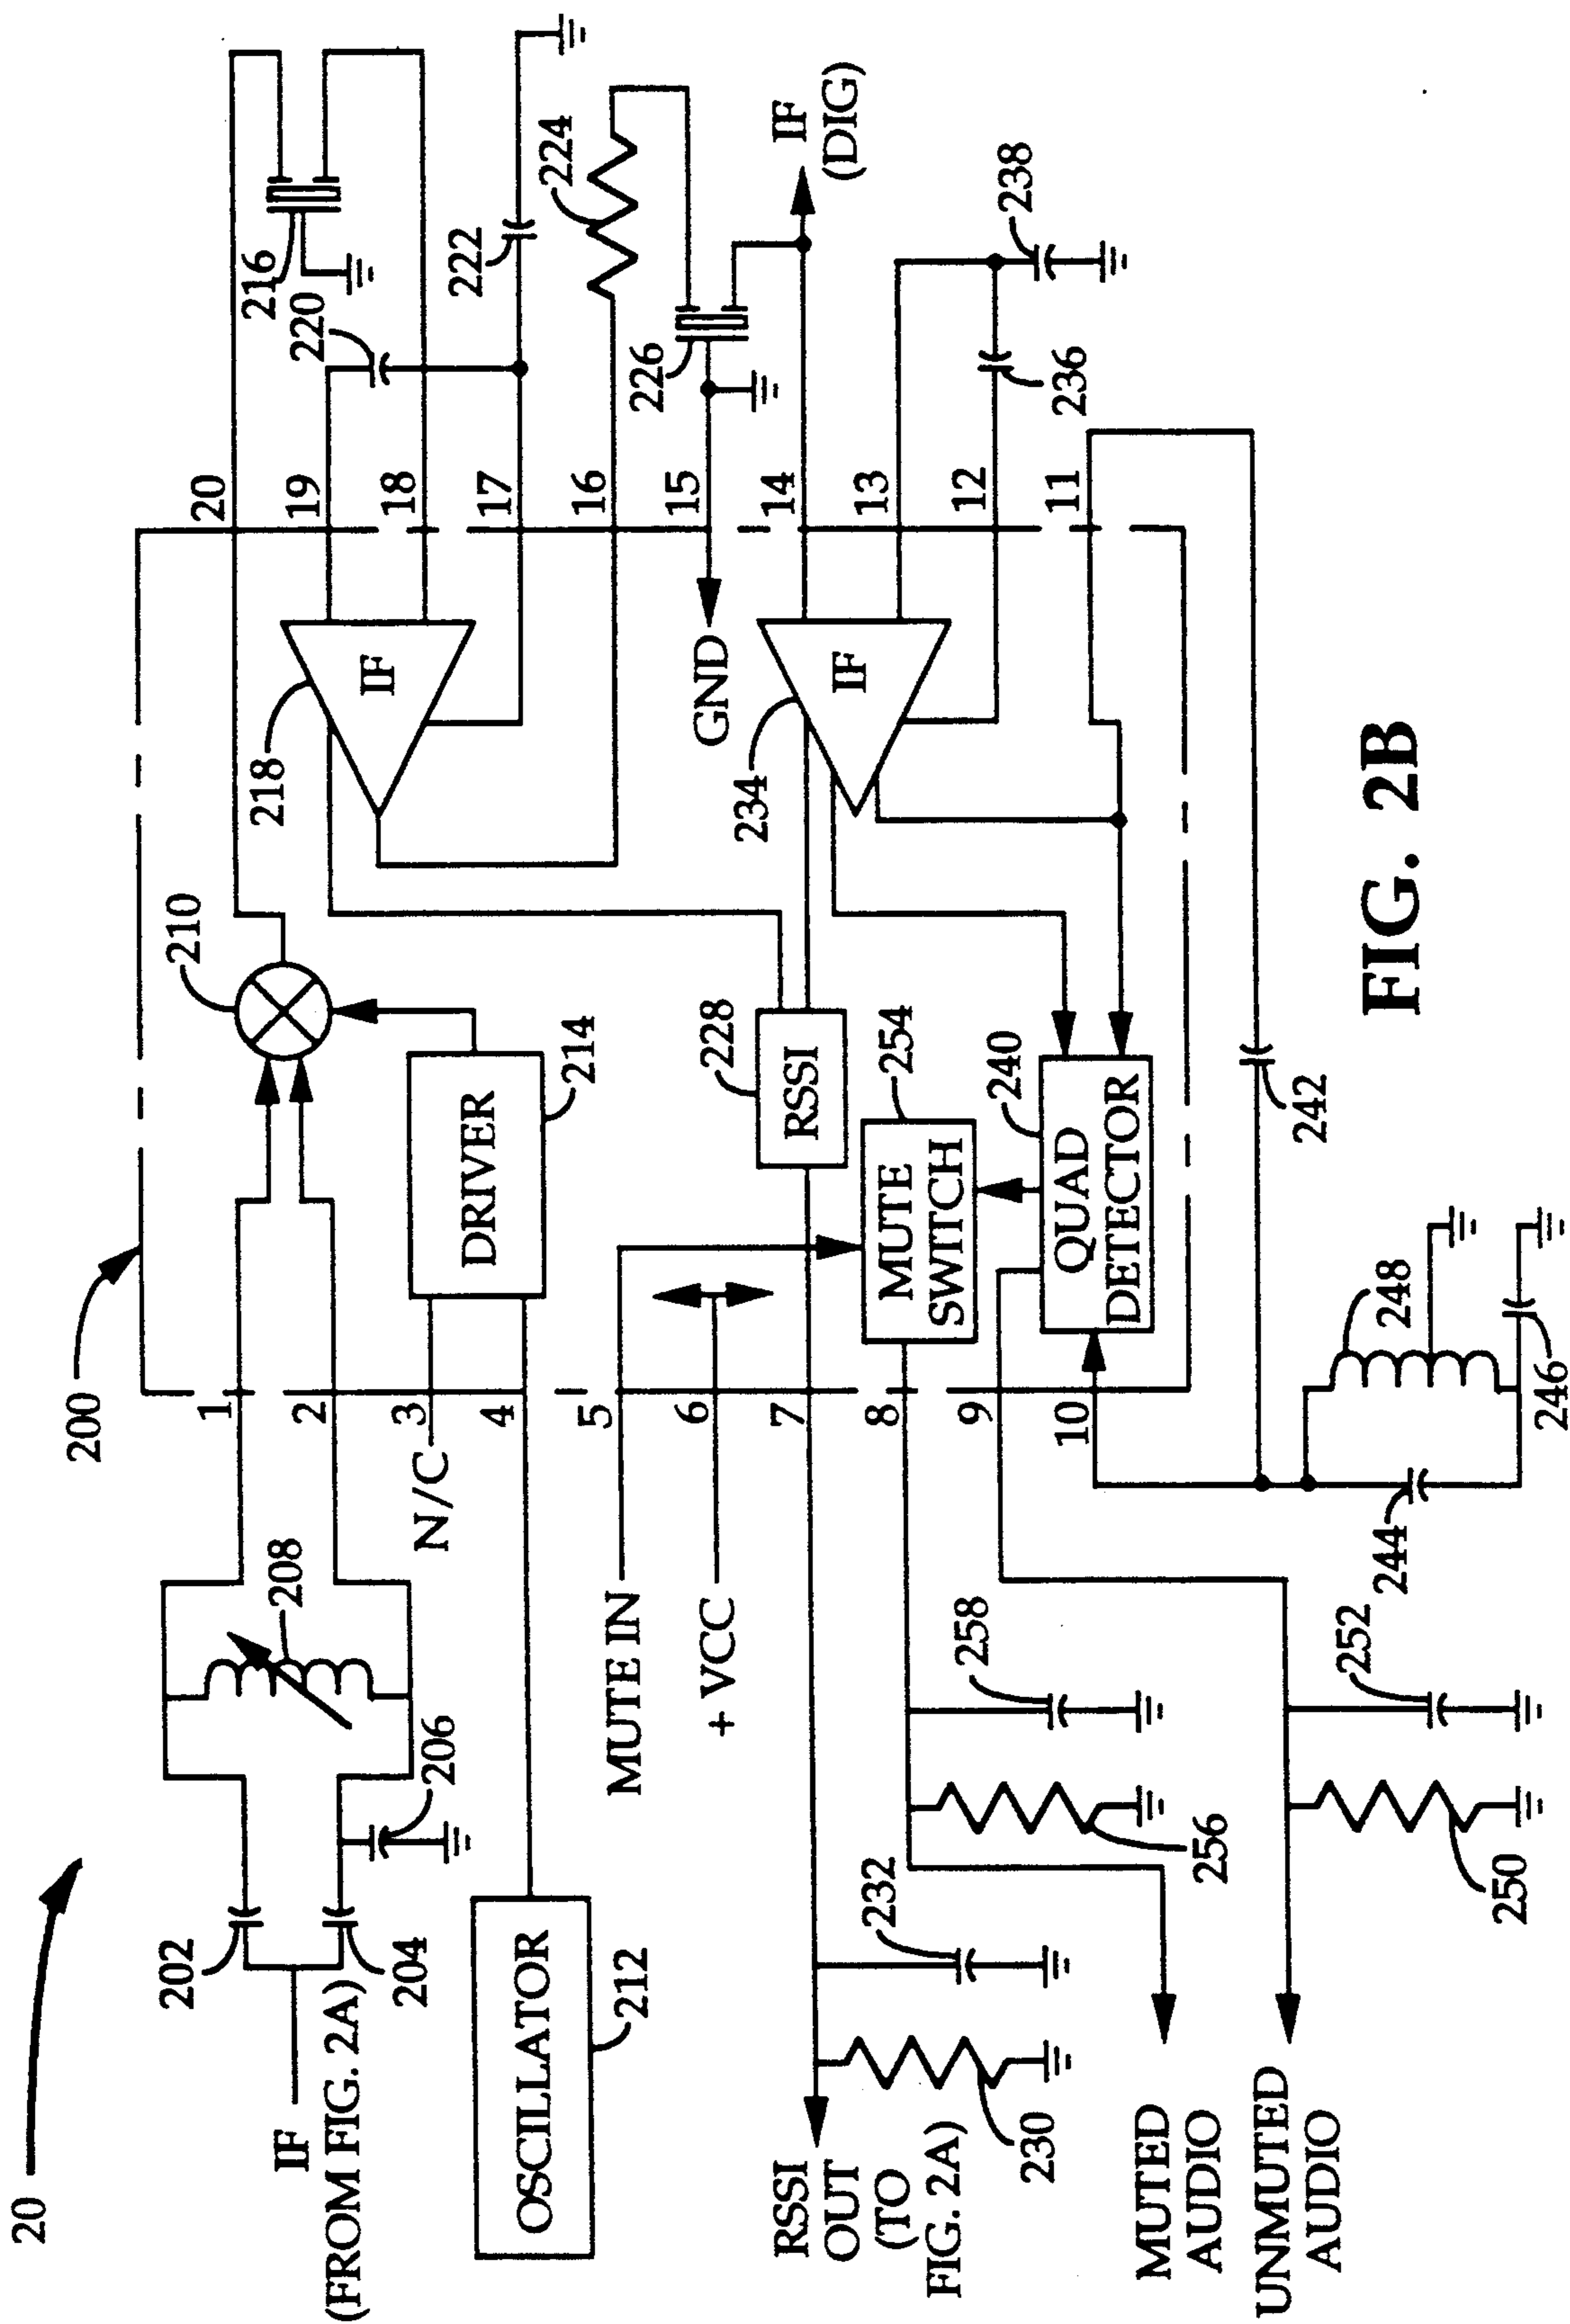 20
IF
(FROM FIG. 2A)
202
204
206
208
200
1
2
N/C 3
4
OSCILLATOR
212
DRIVER
214
210
218
IF
20
19
18
17
16
216
220
222
224
MUTE IN 5
+ VCC 6
7
8
9
10
RSSI
OUT
(TO
FIG. 2A)
230
232
RSSI
228
MUTE
SWITCH
254
QUAD
DETECTOR
240
GND
234
IF
15
14
13
12
11
226
IF
(DIG)
236
238
MUTED
AUDIO
256
258
UNMUTED
AUDIO
250
252
244
246
248
242
FIG. 2B